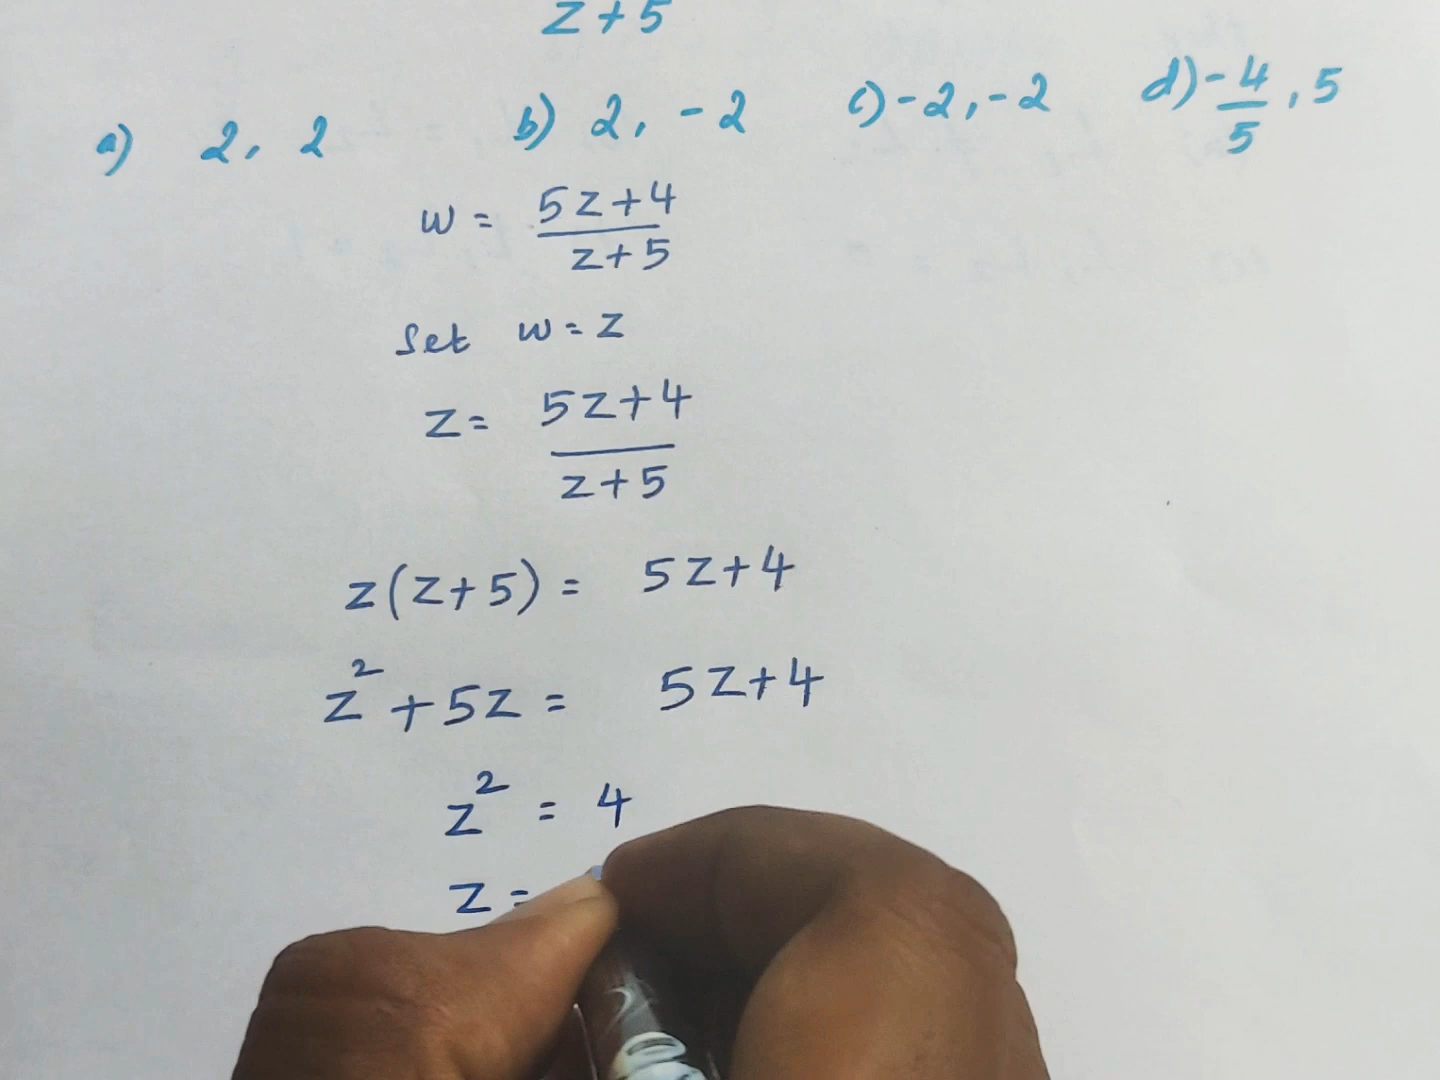 z+5
a) 2, 2 b) 2, -2 c) -2, -2 d) -4/5, 5
w = 5z+4
z+5
Set w = z
z = 5z+4
z+5
z(z+5) = 5z+4
z² + 5z = 5z+4
z² = 4
z =